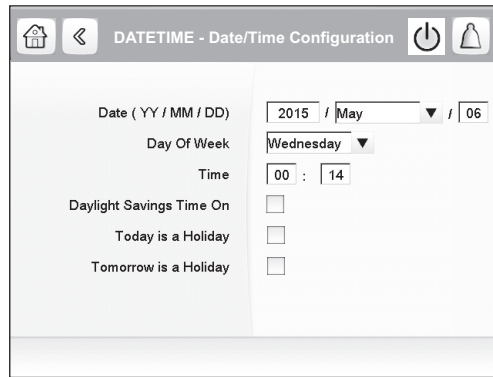 DATETIME - Date/Time Configuration
Date ( YY / MM / DD) 2015 / May / 06
Day Of Week Wednesday
Time 00 : 14
Daylight Savings Time On
Today is a Holiday
Tomorrow is a Holiday